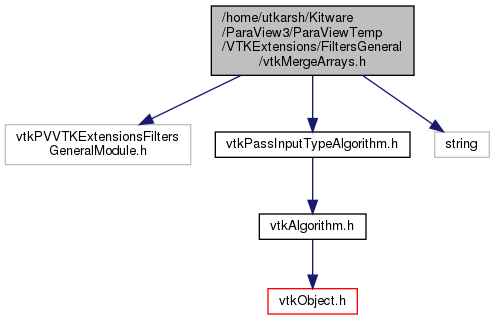 /home/utkarsh/Kitware
/ParaView3/ParaViewTemp
/VTKExtensions/FiltersGeneral
/vtkMergeArrays.h
vtkPVVTKExtensionsFilters
GeneralModule.h
vtkPassInputTypeAlgorithm.h
string
vtkAlgorithm.h
vtkObject.h